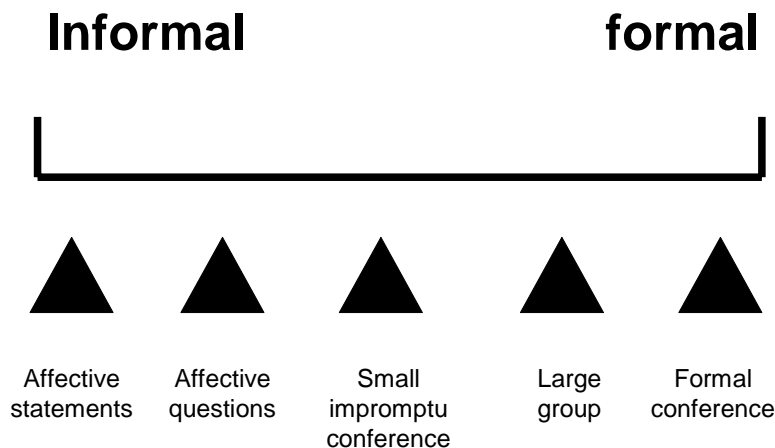 Informal formal
Affective
statements
Affective
questions
Small
impromptu
conference
Large
group
Formal
conference